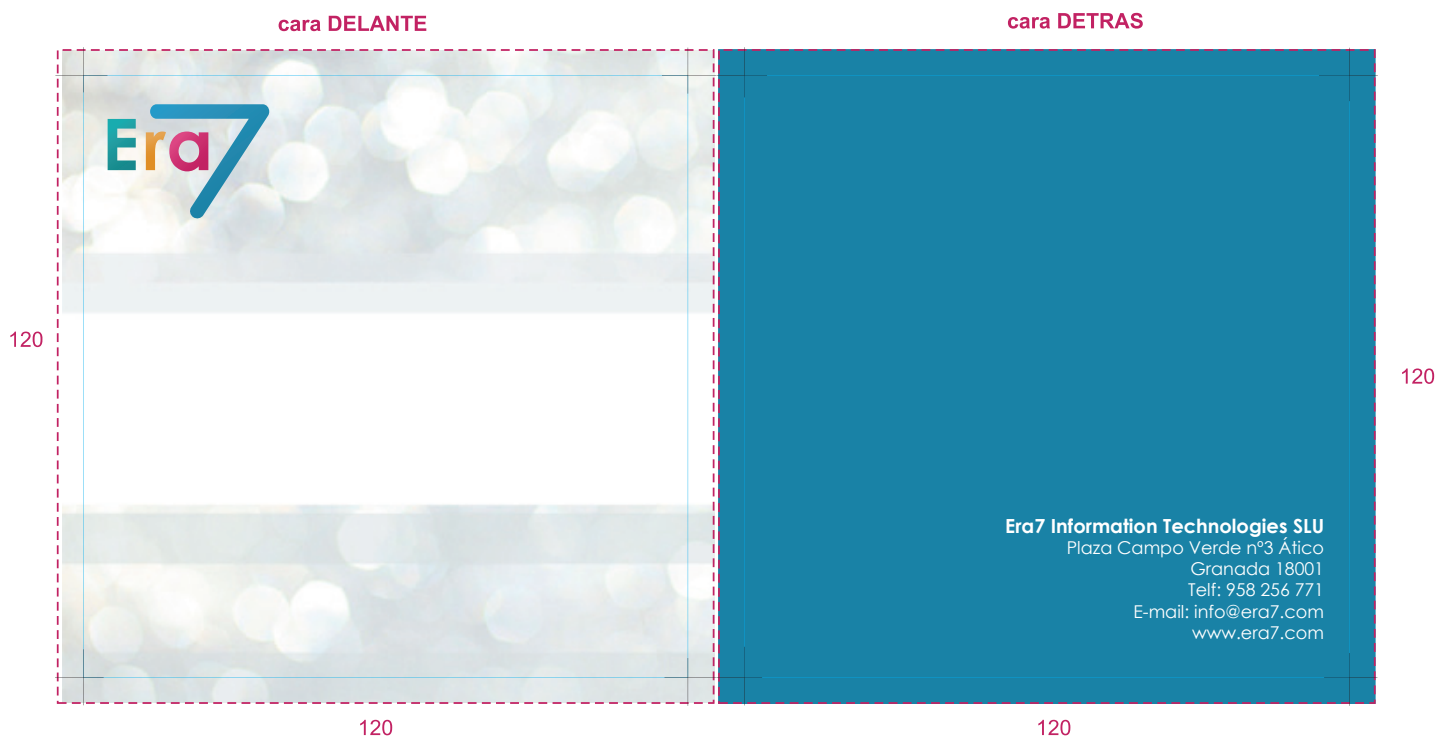 cara DELANTE
cara DETRAS
Era7
120
120
Era7 Information Technologies SLU
Plaza Campo Verde nº3 Ático
Granada 18001
Telf: 958 256 771
E-mail: info@era7.com
www.era7.com
120
120